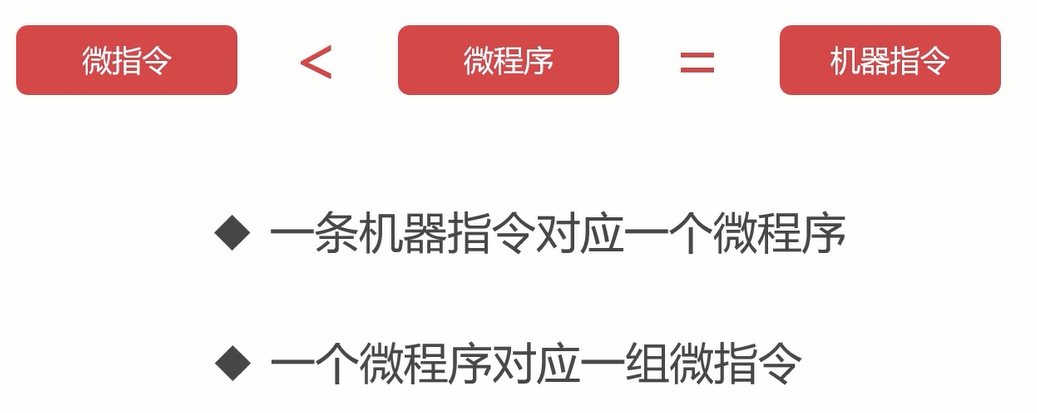 微指令 < 微程序 = 机器指令
◆ 一条机器指令对应一个微程序
◆ 一个微程序对应一组微指令